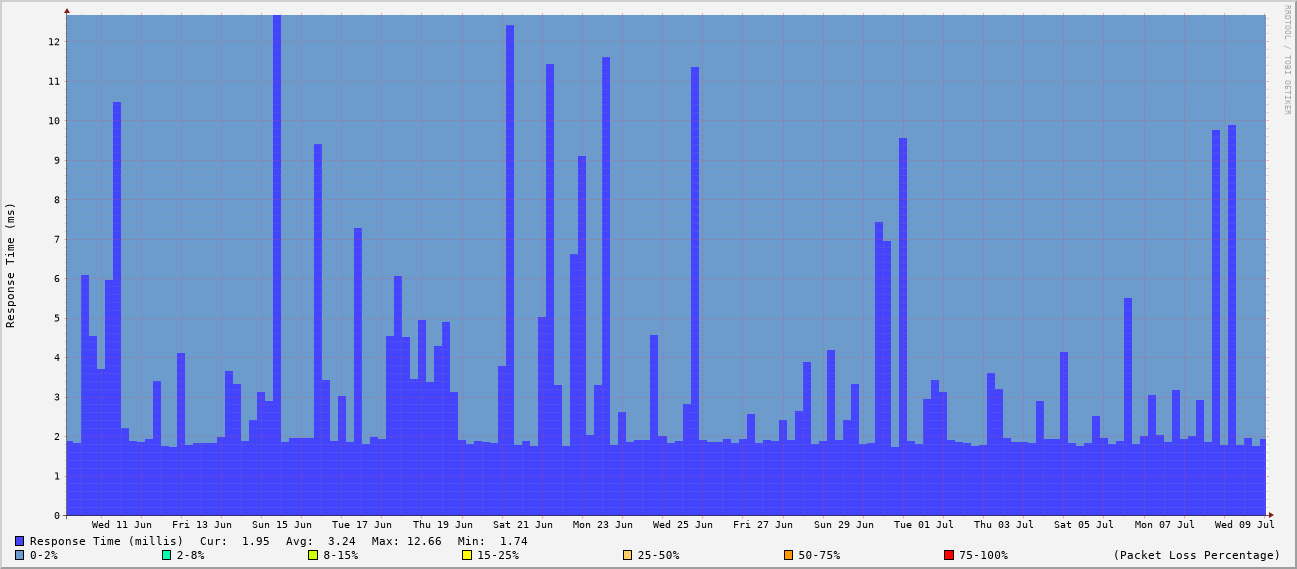 RRDTOOL / TOBI OETIKER
Response Time (ms)
12
11
10
9
8
7
6
5
4
3
2
1
0
Wed 11 Jun Fri 13 Jun Sun 15 Jun Tue 17 Jun Thu 19 Jun Sat 21 Jun Mon 23 Jun Wed 25 Jun Fri 27 Jun Sun 29 Jun Tue 01 Jul Thu 03 Jul Sat 05 Jul Mon 07 Jul Wed 09 Jul
Response Time (millis) Cur: 1.95 Avg: 3.24 Max: 12.66 Min: 1.74
0-2% 2-8% 8-15% 15-25% 25-50% 50-75% 75-100% (Packet Loss Percentage)